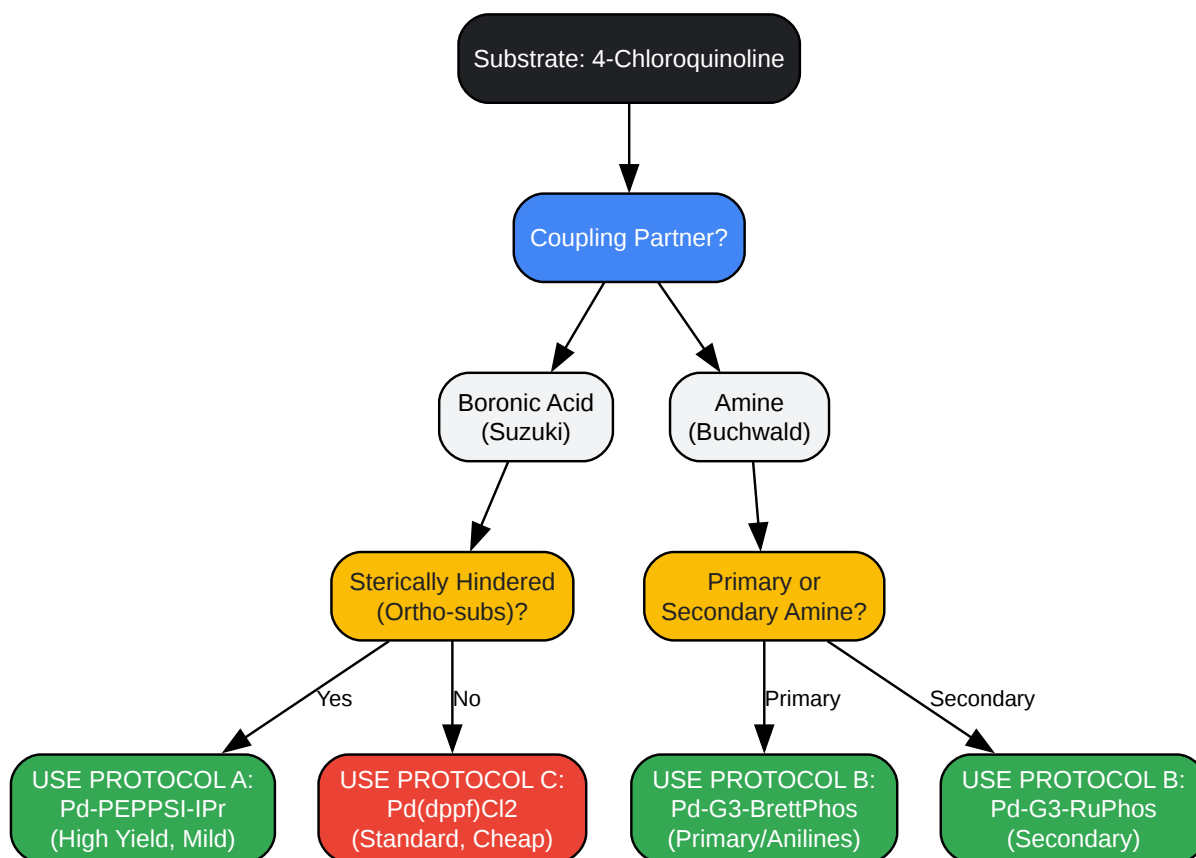 Substrate: 4-Chloroquinoline
Coupling Partner?
Boronic Acid
(Suzuki)
Amine
(Buchwald)
Sterically Hindered
(Ortho-subs)?
Primary or
Secondary Amine?
Yes
No
Primary
Secondary
USE PROTOCOL A:
Pd-PEPPSI-IPr
(High Yield, Mild)
USE PROTOCOL C:
Pd(dppf)Cl2
(Standard, Cheap)
USE PROTOCOL B:
Pd-G3-BrettPhos
(Primary/Anilines)
USE PROTOCOL B:
Pd-G3-RuPhos
(Secondary)